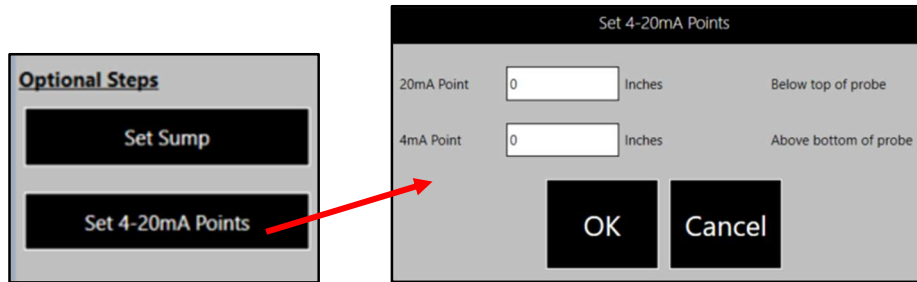 Optional Steps
Set Sump
Set 4-20mA Points
Set 4-20mA Points
20mA Point 0 Inches Below top of probe
4mA Point 0 Inches Above bottom of probe
OK Cancel